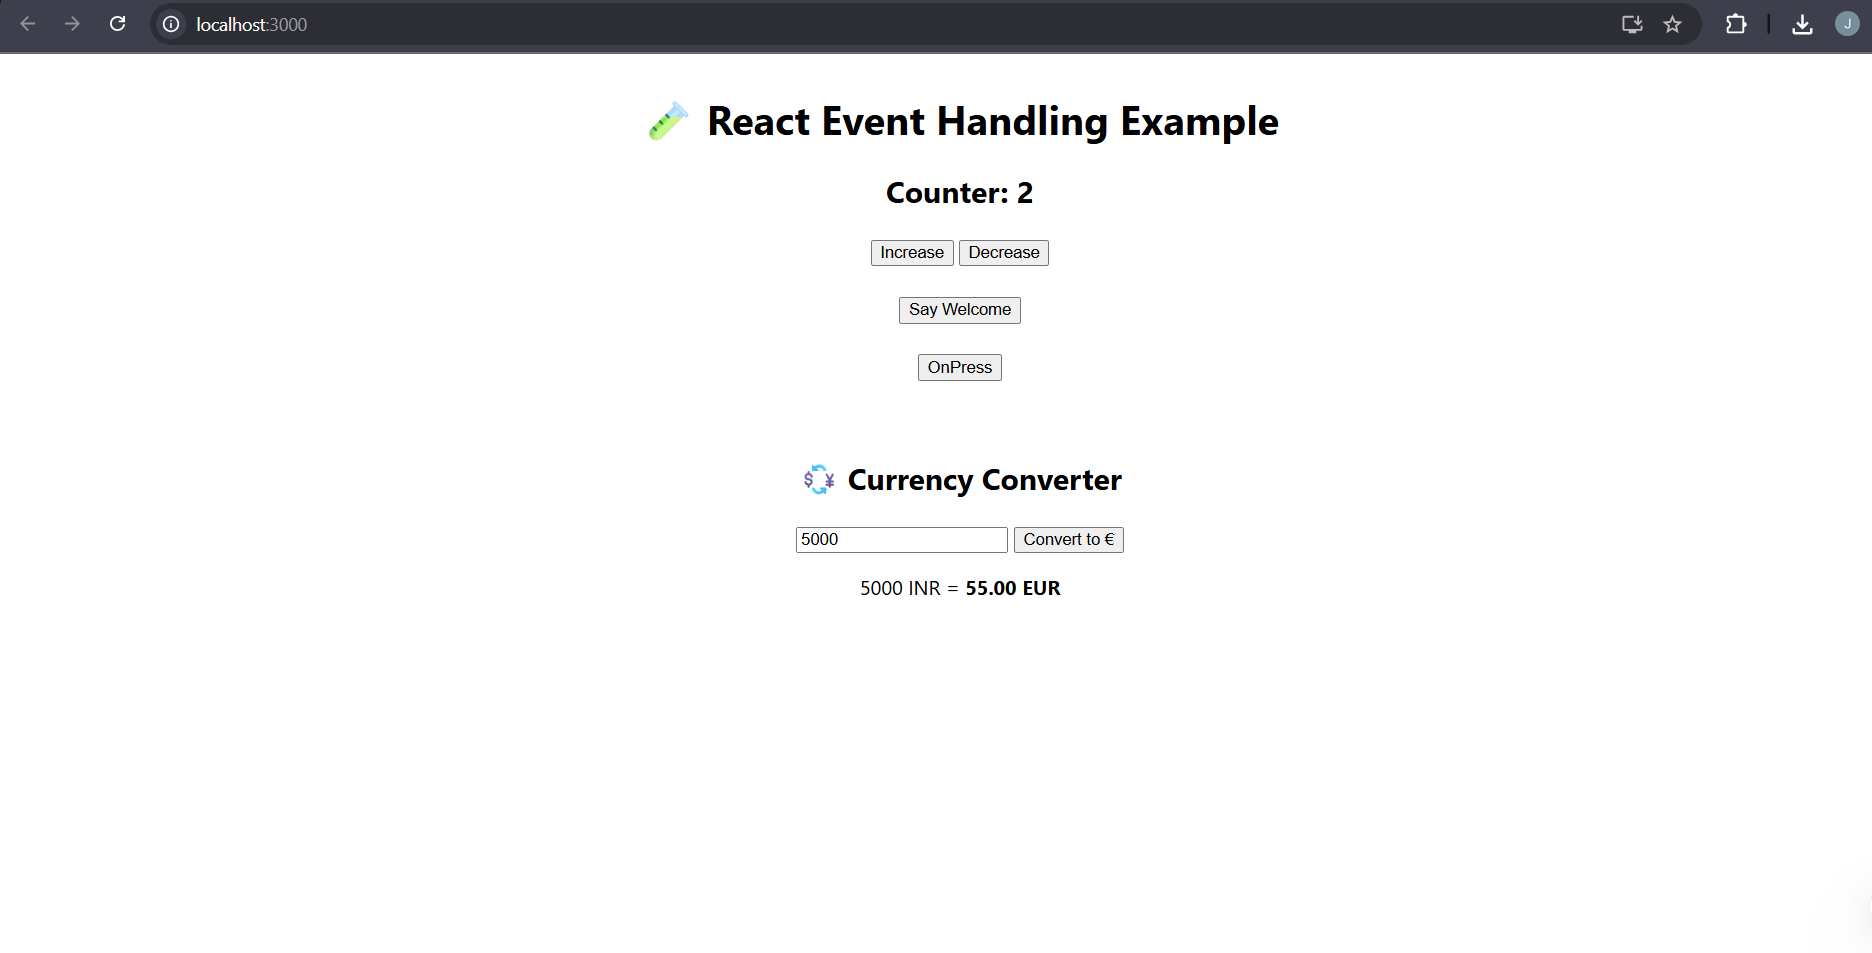 localhost:3000
J
React Event Handling Example
Counter: 2
Increase Decrease
Say Welcome
OnPress
Currency Converter
5000 Convert to €
5000 INR = 55.00 EUR